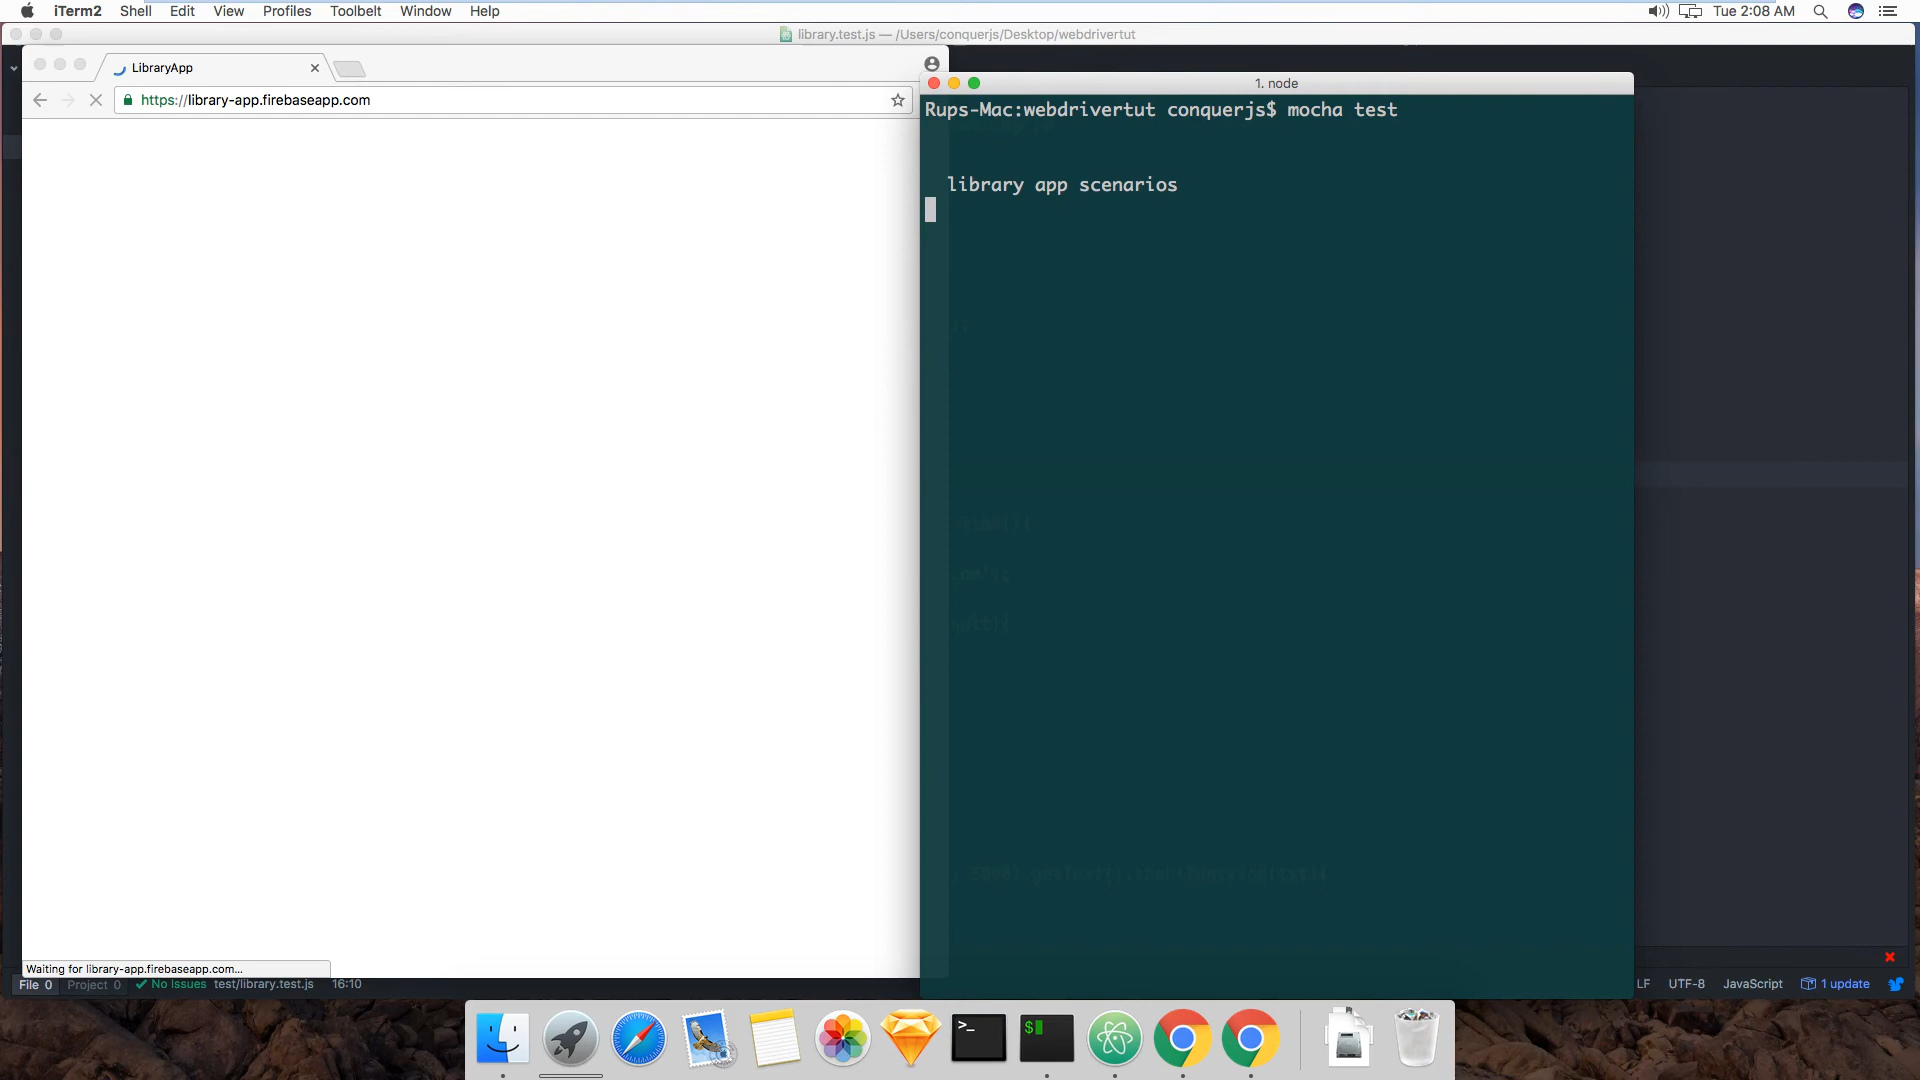 iTerm2 Shell Edit View Profiles Toolbelt Window Help Tue 2:08 AM
library.test.js — /Users/conquerjs/Desktop/webdrivertut
LibraryApp
https://library-app.firebaseapp.com
1. node
Rups-Mac:webdrivertut conquerjs$ mocha test
library app scenarios
Waiting for library-app.firebaseapp.com...
File 0 Project 0 No Issues test/library.test.js 16:10 LF UTF-8 JavaScript 1 update
>_
$